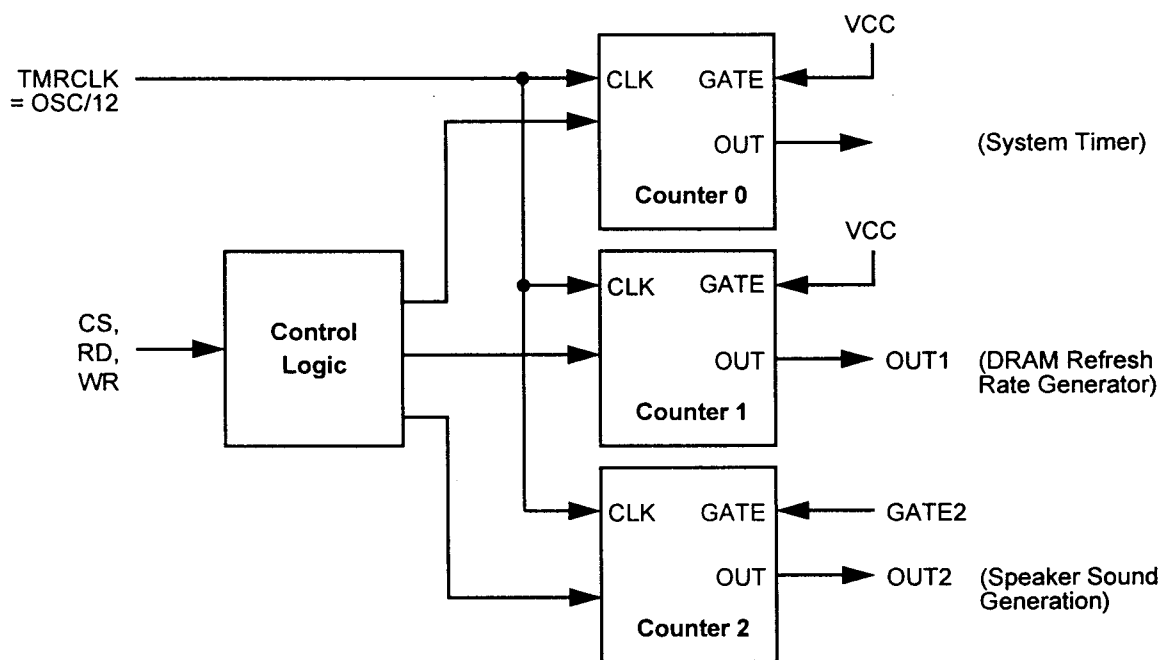 VCC
TMRCLK
= OSC/12
CLK
GATE
OUT
(System Timer)
Counter 0
VCC
CLK
GATE
CS,
RD,
WR
Control
Logic
OUT
OUT1
(DRAM Refresh
Rate Generator)
Counter 1
CLK
GATE
GATE2
OUT
OUT2
(Speaker Sound
Generation)
Counter 2